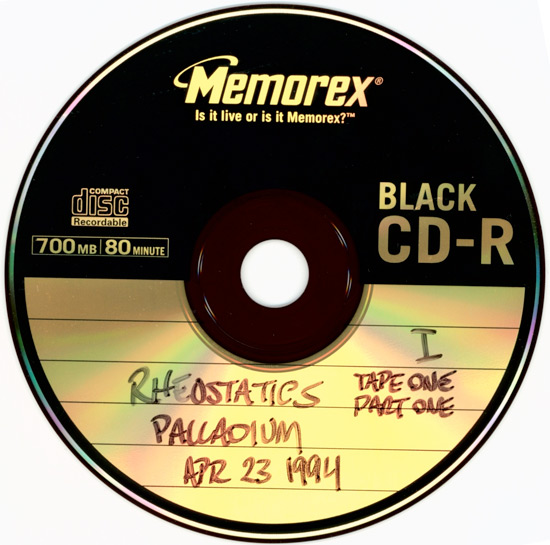 Memorex®
Is it live or is it Memorex?™
COMPACT
disc
Recordable
700 MB | 80 MINUTE
BLACK
CD-R
I
RHEOSTATICS
TAPE ONE
PART ONE
PALLADIUM
APR 23 1994